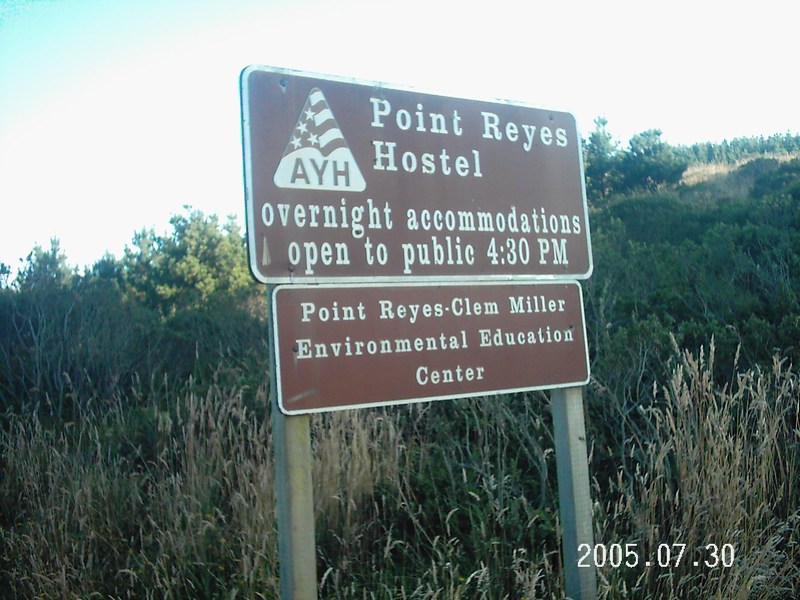 AYH
Point Reyes
Hostel
overnight accommodations
open to public 4:30 PM
Point Reyes-Clem Miller
Environmental Education
Center
2005.07.30